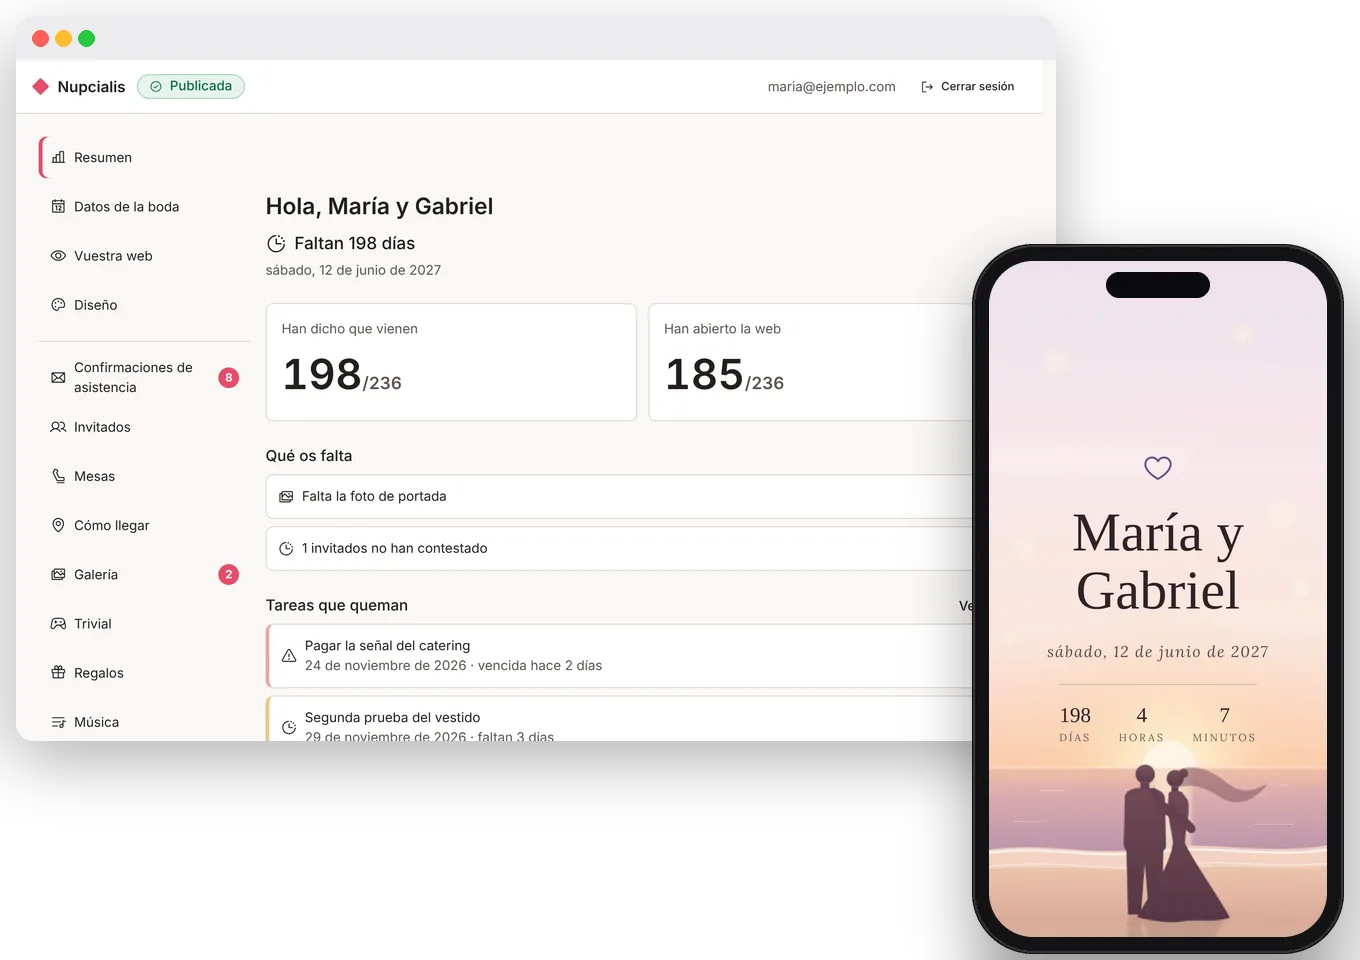 Nupcialis
Publicada
maria@ejemplo.com
Cerrar sesión
Resumen
Datos de la boda
Vuestra web
Diseño
Confirmaciones de
asistencia
8
Invitados
Mesas
Cómo llegar
Galería
2
Trivial
Regalos
Música
Hola, María y Gabriel
Faltan 198 días
sábado, 12 de junio de 2027
Han dicho que vienen
198/236
Han abierto la web
185/236
Qué os falta
Falta la foto de portada
1 invitados no han contestado
Tareas que queman
Pagar la señal del catering
24 de noviembre de 2026 · vencida hace 2 días
Segunda prueba del vestido
29 de noviembre de 2026 · faltan 3 días
María y
Gabriel
sábado, 12 de junio de 2027
198 4 7
DÍAS HORAS MINUTOS